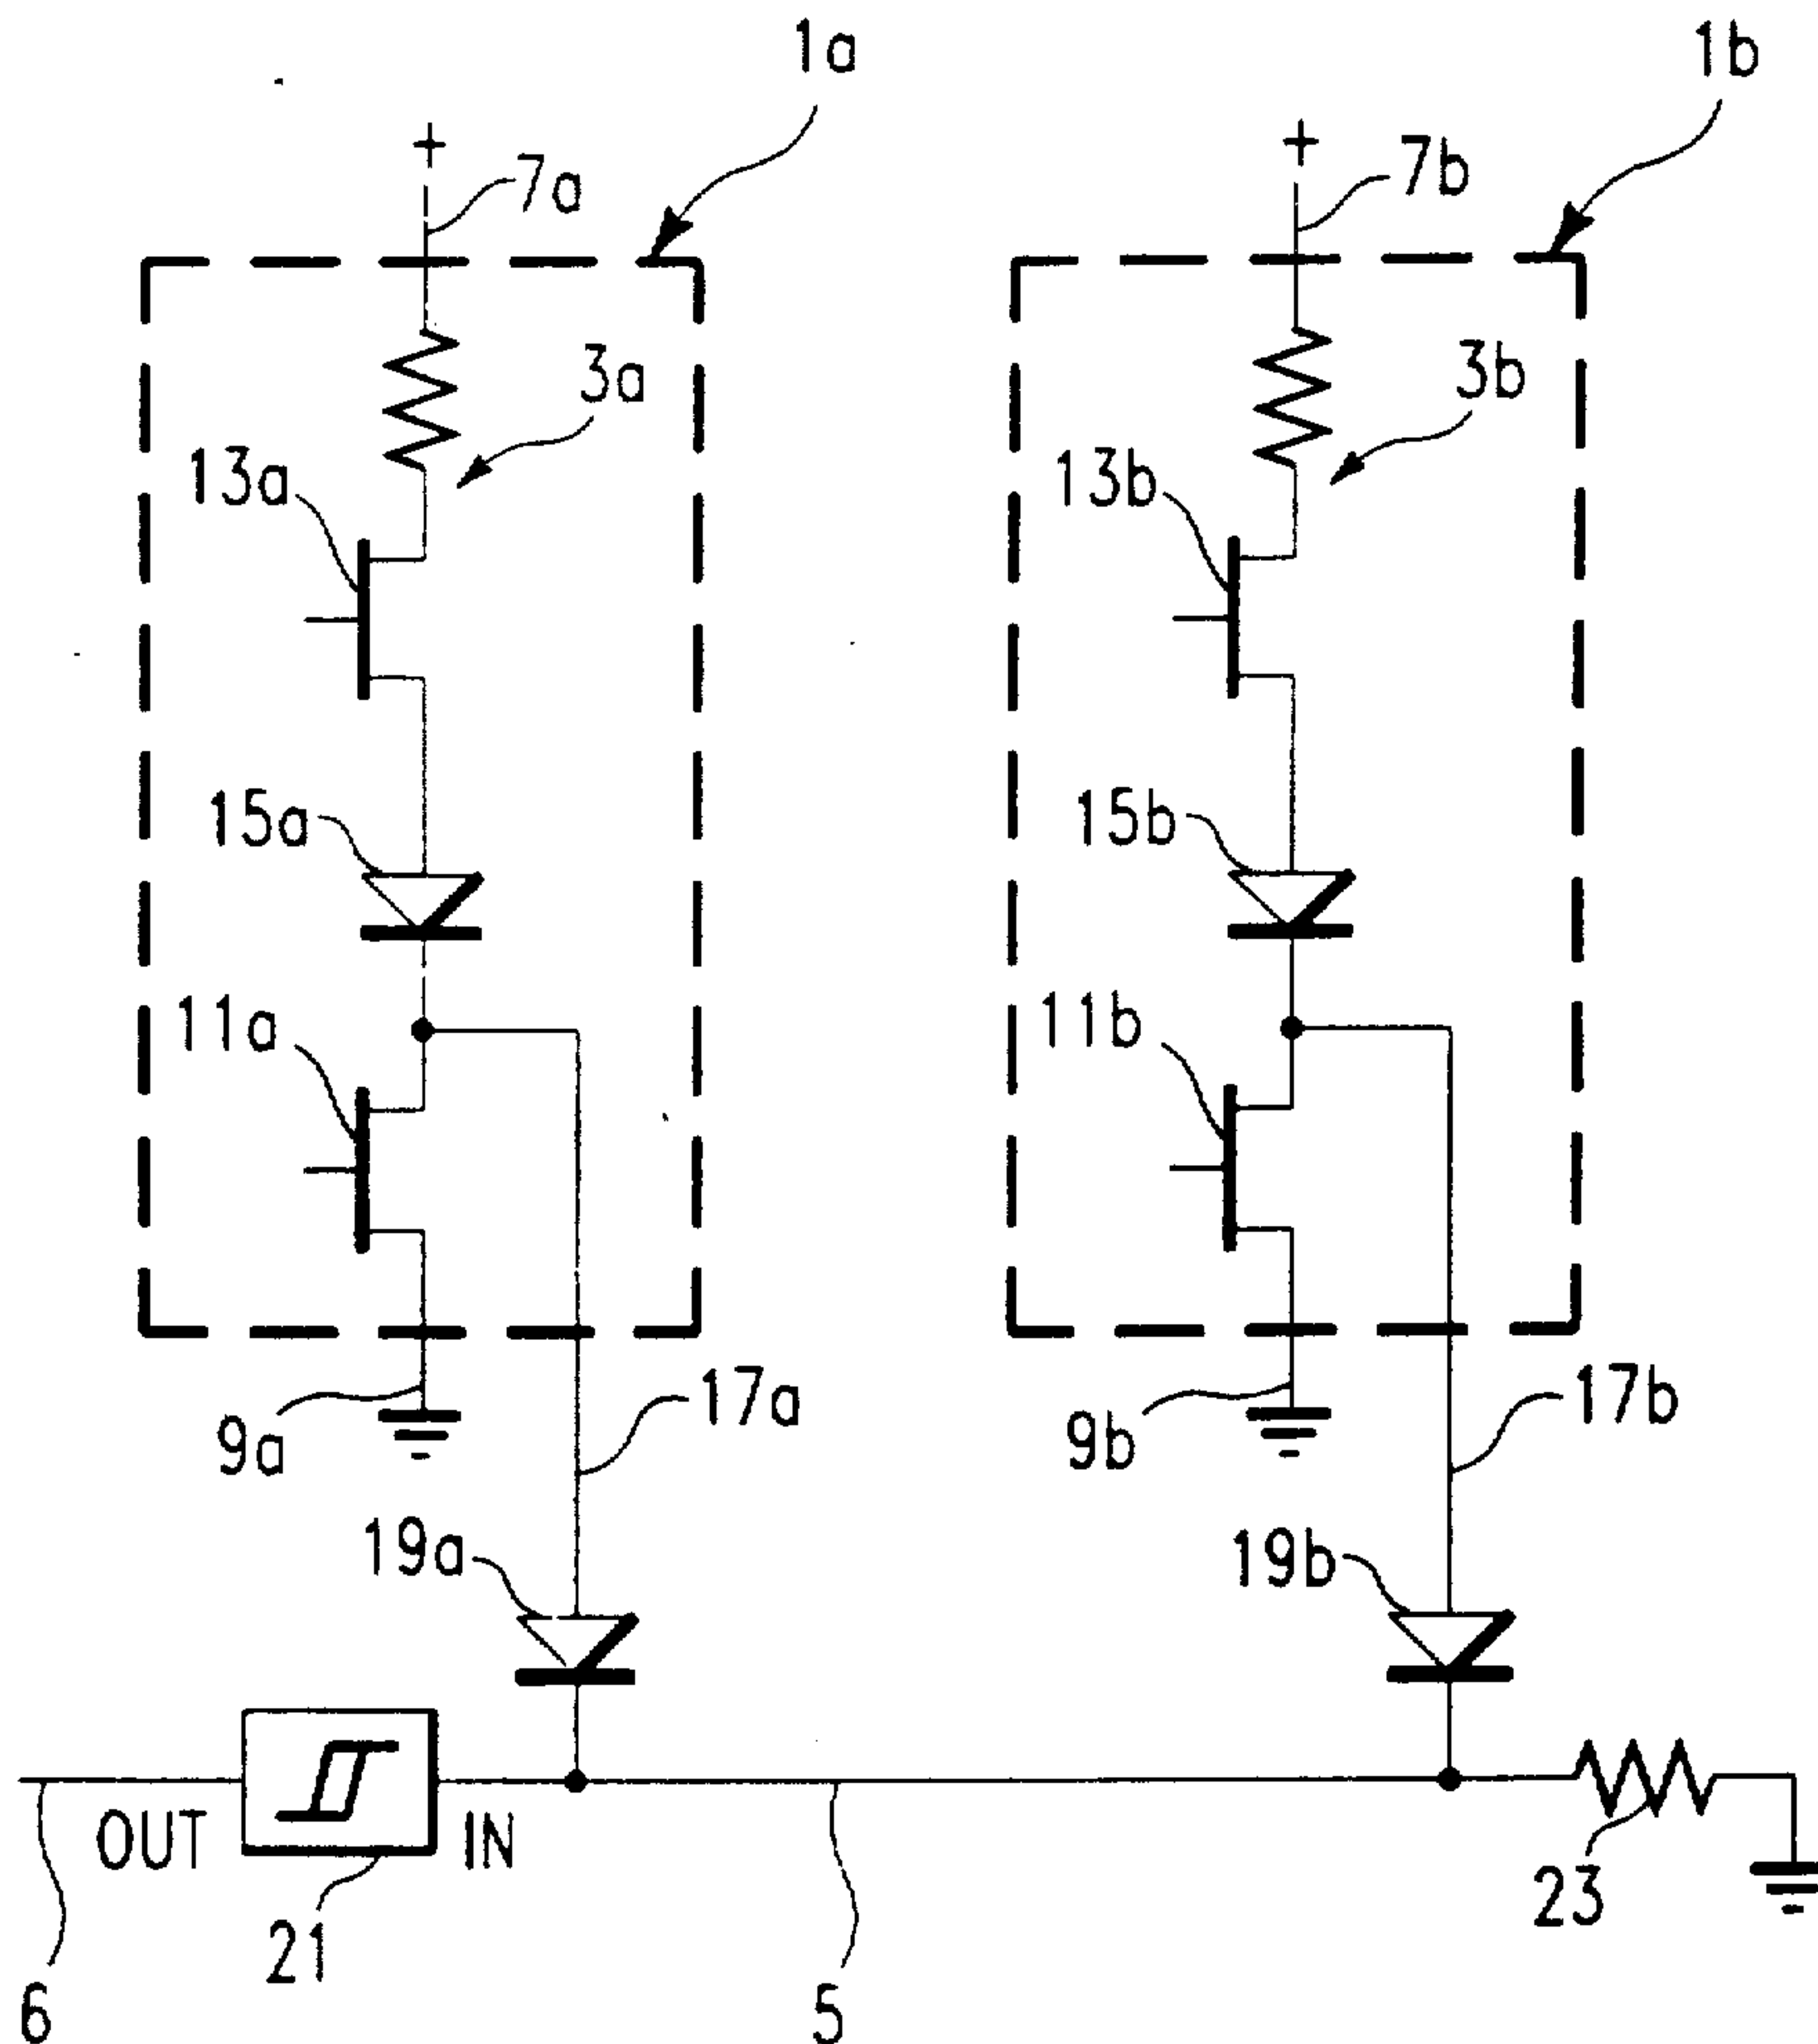 1a 1b
+ +
7a 7b
3a 3b
13a 13b
15a 15b
11a 11b
17a 17b
9a 9b
19a 19b
OUT IN
23
21
6 5